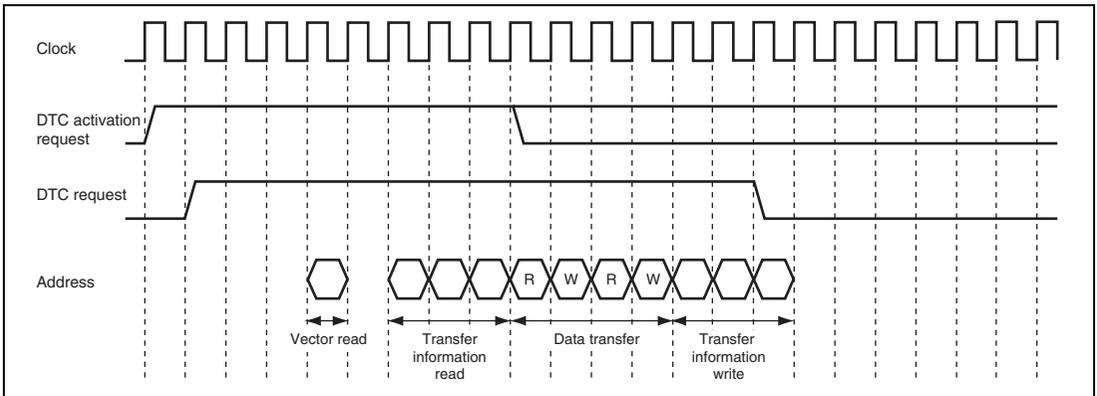 Clock
DTC activation
request
DTC request
Address
R W R W
Vector read
Transfer
information
read
Data transfer
Transfer
information
write